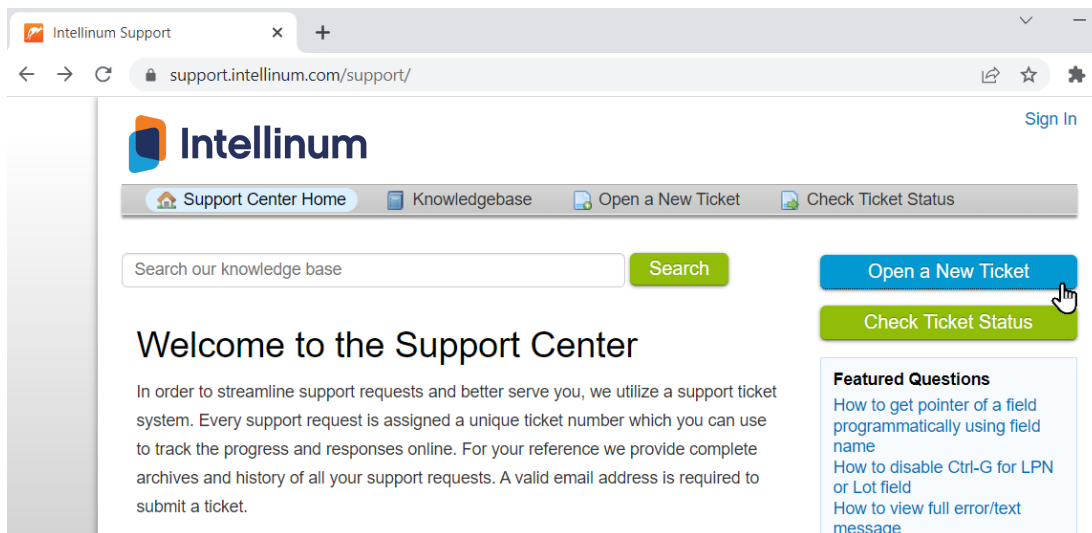 Intellinum Support
support.intellinum.com/support/
Sign In
Intellinum
Support Center Home Knowledgebase Open a New Ticket Check Ticket Status
Search our knowledge base Search
Open a New Ticket
Check Ticket Status
Welcome to the Support Center
In order to streamline support requests and better serve you, we utilize a support ticket
system. Every support request is assigned a unique ticket number which you can use
to track the progress and responses online. For your reference we provide complete
archives and history of all your support requests. A valid email address is required to
submit a ticket.
Featured Questions
How to get pointer of a field
programmatically using field
name
How to disable Ctrl-G for LPN
or Lot field
How to view full error/text
message